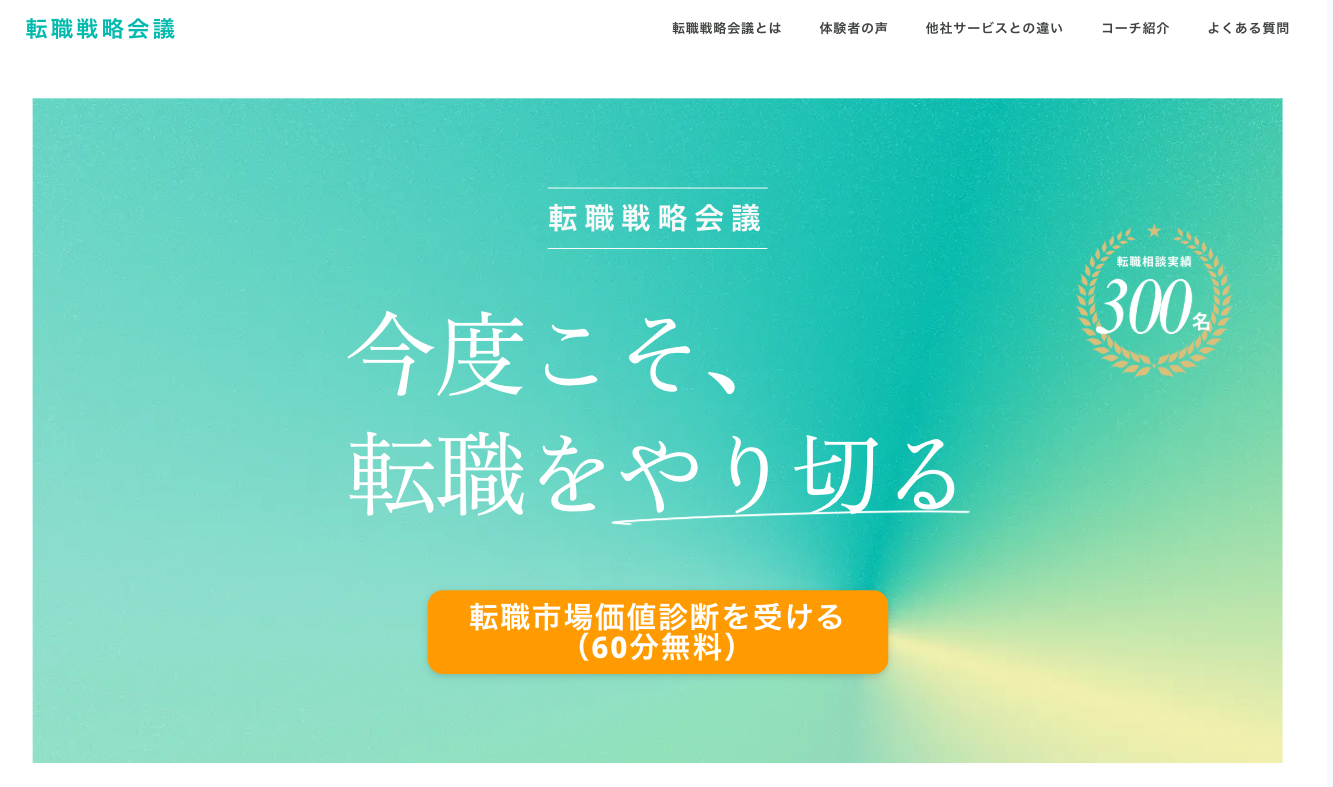 転職戦略会議
転職戦略会議とは
体験者の声
他社サービスとの違い
コーチ紹介
よくある質問
転職戦略会議
転職相談実績
300名
今度こそ、
転職をやり切る
転職市場価値診断を受ける
（60分無料）